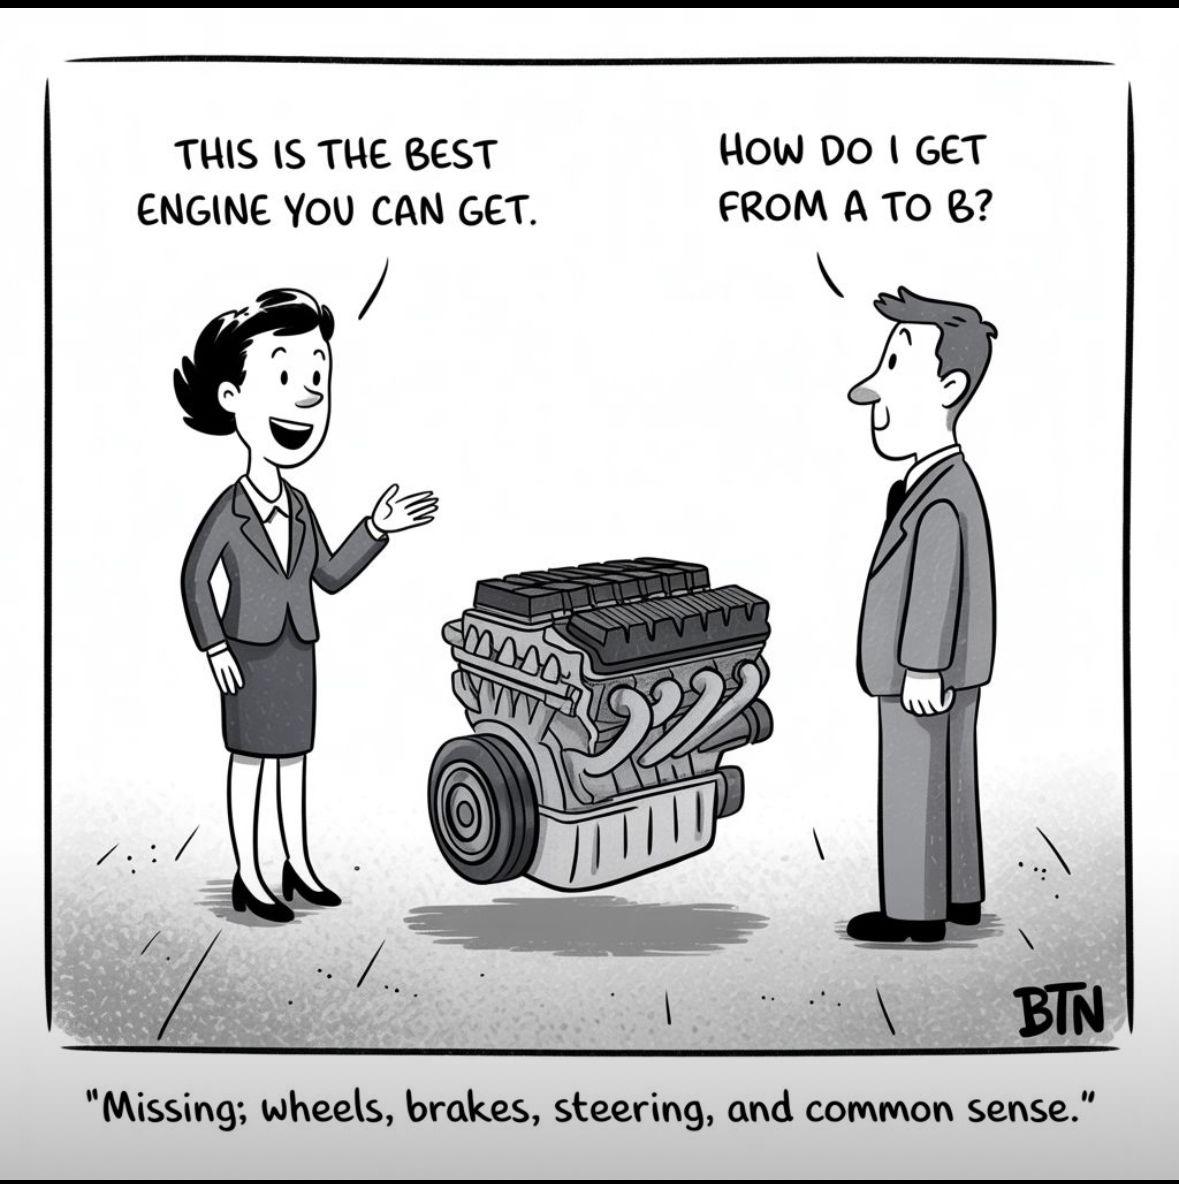 THIS IS THE BEST
ENGINE YOU CAN GET.
HOW DO I GET
FROM A TO B?
BTN
"Missing; wheels, brakes, steering, and common sense."